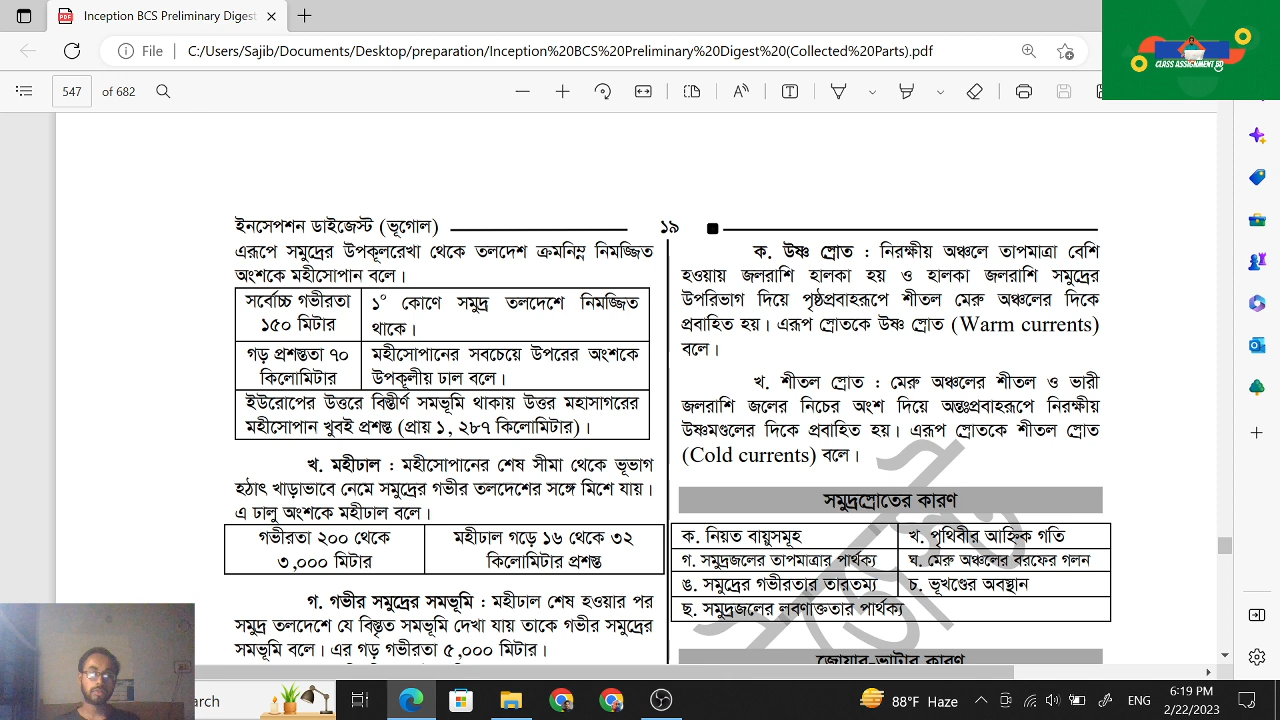 Inception BCS Preliminary Digest
File
C:/Users/Sajib/Documents/Desktop/preparation/Inception%20BCS%20Preliminary%20Digest%20(Collected%20Parts).pdf
CLASS ASSIGNMENT BD
547 of 682
ইনসেপশন ডাইজেস্ট (ভূগোল) ১৯
এরূপে সমুদ্রের উপকূলরেখা থেকে তলদেশ ক্রমনিম্ন নিমজ্জিত
অংশকে মহীসোপান বলে।
সর্বোচ্চ গভীরতা
১৫০ মিটার
১° কোণে সমুদ্র তলদেশে নিমজ্জিত
থাকে।
গড় প্রশস্ততা ৭০
কিলোমিটার
মহীসোপানের সবচেয়ে উপরের অংশকে
উপকূলীয় ঢাল বলে।
ইউরোপের উত্তরে বিস্তীর্ণ সমভূমি থাকায় উত্তর মহাসাগরের
মহীসোপান খুবই প্রশস্ত (প্রায় ১, ২৮৭ কিলোমিটার)।
খ. মহীঢাল : মহীসোপানের শেষ সীমা থেকে ভূভাগ
হঠাৎ খাড়াভাবে নেমে সমুদ্রের গভীর তলদেশের সঙ্গে মিশে যায়।
এ ঢালু অংশকে মহীঢাল বলে।
গভীরতা ২০০ থেকে
৩,০০০ মিটার
মহীঢাল গড়ে ১৬ থেকে ৩২
কিলোমিটার প্রশস্ত
গ. গভীর সমুদ্রের সমভূমি : মহীঢাল শেষ হওয়ার পর
সমুদ্র তলদেশে যে বিস্তৃত সমভূমি দেখা যায় তাকে গভীর সমুদ্রের
সমভূমি বলে। এর গড় গভীরতা ৫,০০০ মিটার।
ক. উষ্ণ স্রোত : নিরক্ষীয় অঞ্চলে তাপমাত্রা বেশি
হওয়ায় জলরাশি হালকা হয় ও হালকা জলরাশি সমুদ্রের
উপরিভাগ দিয়ে পৃষ্ঠপ্রবাহরূপে শীতল মেরু অঞ্চলের দিকে
প্রবাহিত হয়। এরূপ স্রোতকে উষ্ণ স্রোত (Warm currents)
বলে।
খ. শীতল স্রোত : মেরু অঞ্চলের শীতল ও ভারী
জলরাশি জলের নিচের অংশ দিয়ে অন্তঃপ্রবাহরূপে নিরক্ষীয়
উষ্ণমণ্ডলের দিকে প্রবাহিত হয়। এরূপ স্রোতকে শীতল স্রোত
(Cold currents) বলে।
সমুদ্রস্রোতের কারণ
ক. নিয়ত বায়ুসমূহ
খ. পৃথিবীর আহ্নিক গতি
গ. সমুদ্রজলের তাপমাত্রার পার্থক্য
ঘ. মেরু অঞ্চলের বরফের গলন
ঙ. সমুদ্রের গভীরতার তারতম্য
চ. ভূখণ্ডের অবস্থান
ছ. সমুদ্রজলের লবণাক্ততার পার্থক্য
জোয়ার-ভাটার কারণ
arch
88°F Haze
ENG
6:19 PM
2/22/2023